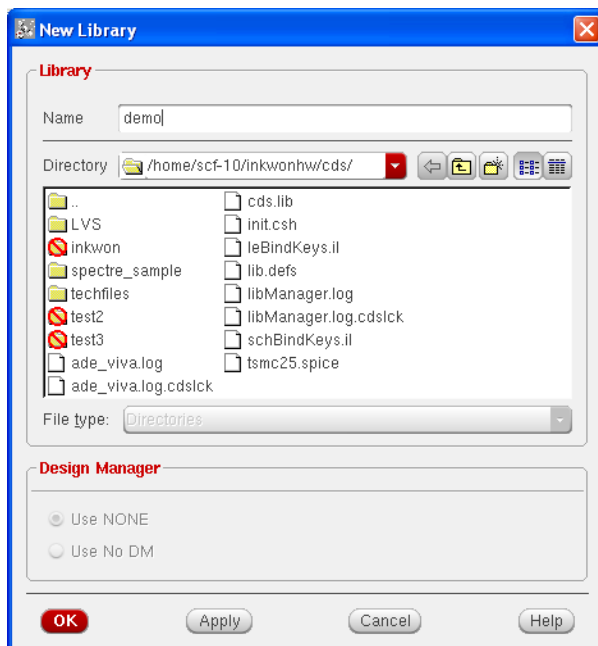 New Library
Library
Name demo
Directory /home/scf-10/inkwonhw/cds/
.. cds.lib
LVS init.csh
inkwon leBindKeys.il
spectre_sample lib.defs
techfiles libManager.log
test2 libManager.log.cdslck
test3 schBindKeys.il
ade_viva.log tsmc25.spice
ade_viva.log.cdslck
File type: Directories
Design Manager
Use NONE
Use No DM
OK Apply Cancel Help